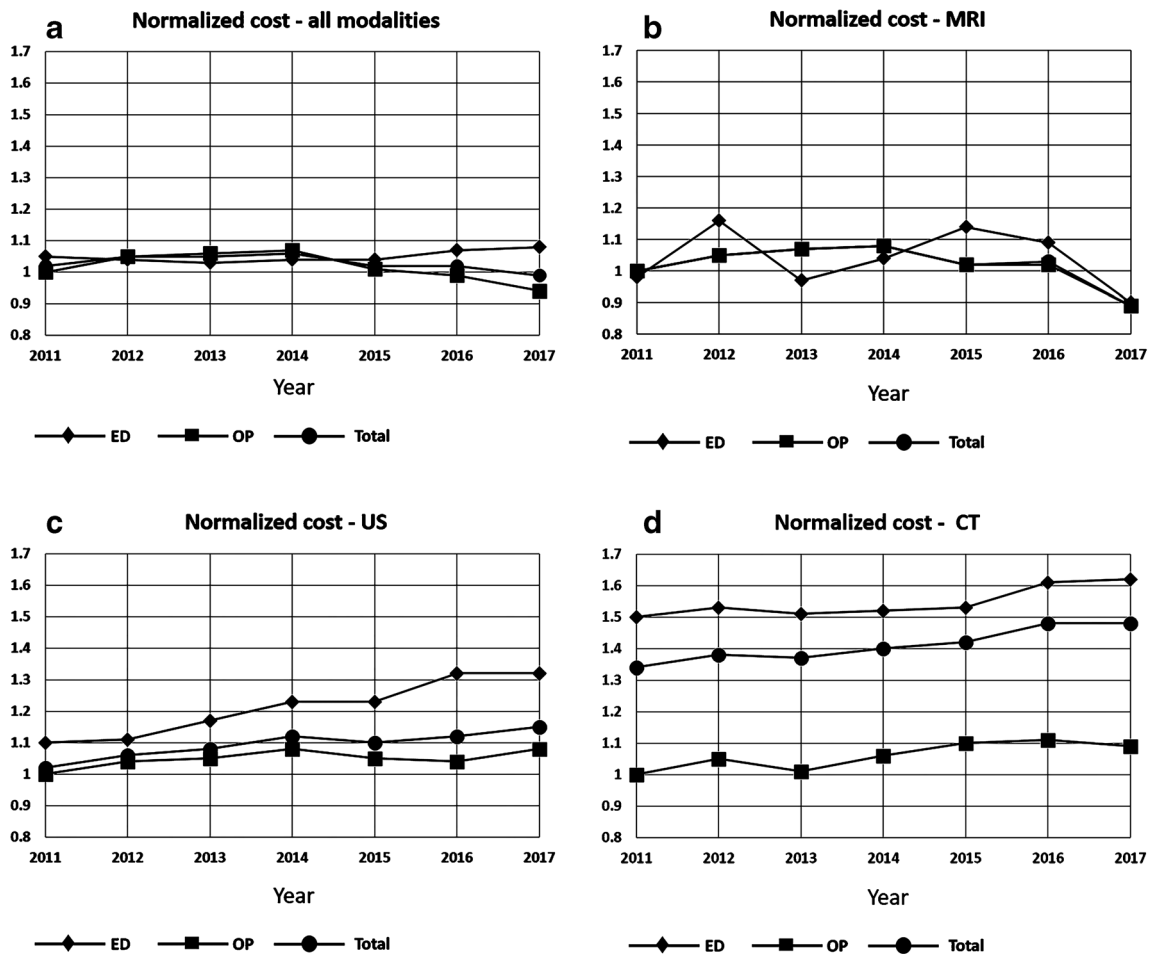 a
Normalized cost - all modalities
1.7
1.6
1.5
1.4
1.3
1.2
1.1
1
0.9
0.8
2011 2012 2013 2014 2015 2016 2017
Year
ED OP Total
b
Normalized cost - MRI
1.7
1.6
1.5
1.4
1.3
1.2
1.1
1
0.9
0.8
2011 2012 2013 2014 2015 2016 2017
Year
ED OP Total
c
Normalized cost - US
1.7
1.6
1.5
1.4
1.3
1.2
1.1
1
0.9
0.8
2011 2012 2013 2014 2015 2016 2017
Year
ED OP Total
d
Normalized cost - CT
1.7
1.6
1.5
1.4
1.3
1.2
1.1
1
0.9
0.8
2011 2012 2013 2014 2015 2016 2017
Year
ED OP Total